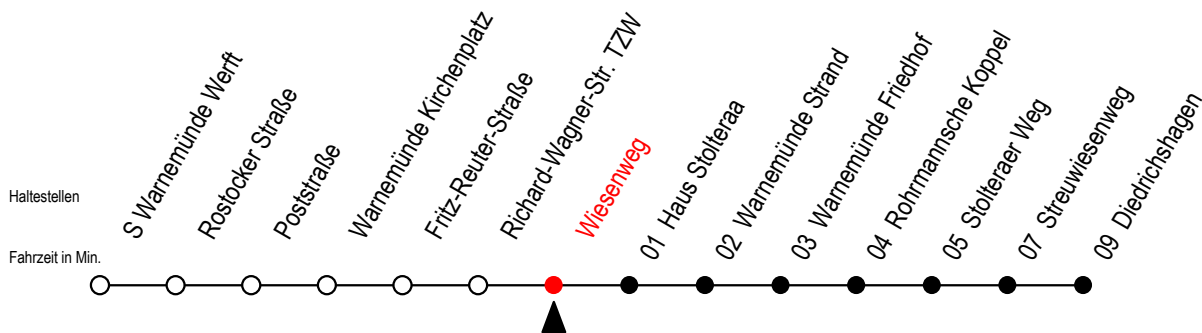 Haltestellen
Fahrzeit in Min.
S Warnemünde Werft
Rostocker Straße
Poststraße
Warnemünde Kirchenplatz
Fritz-Reuter-Straße
Richard-Wagner-Str. TZW
Wiesenweg
01 Haus Stolteraa
02 Warnemünde Strand
03 Warnemünde Friedhof
04 Rohrmannsche Koppel
05 Stolteraer Weg
07 Streuwiesenweg
09 Diedrichshagen